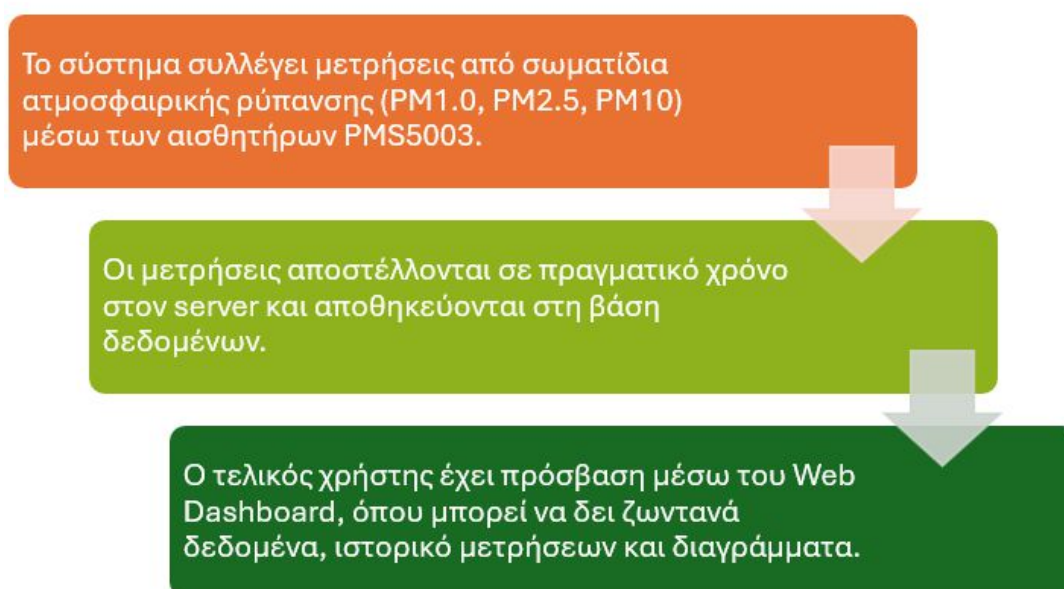 Το σύστημα συλλέγει μετρήσεις από σωματίδια
ατμοσφαιρικής ρύπανσης (PM1.0, PM2.5, PM10)
μέσω των αισθητήρων PMS5003.
Οι μετρήσεις αποστέλλονται σε πραγματικό χρόνο
στον server και αποθηκεύονται στη βάση
δεδομένων.
Ο τελικός χρήστης έχει πρόσβαση μέσω του Web
Dashboard, όπου μπορεί να δει ζωντανά
δεδομένα, ιστορικό μετρήσεων και διαγράμματα.